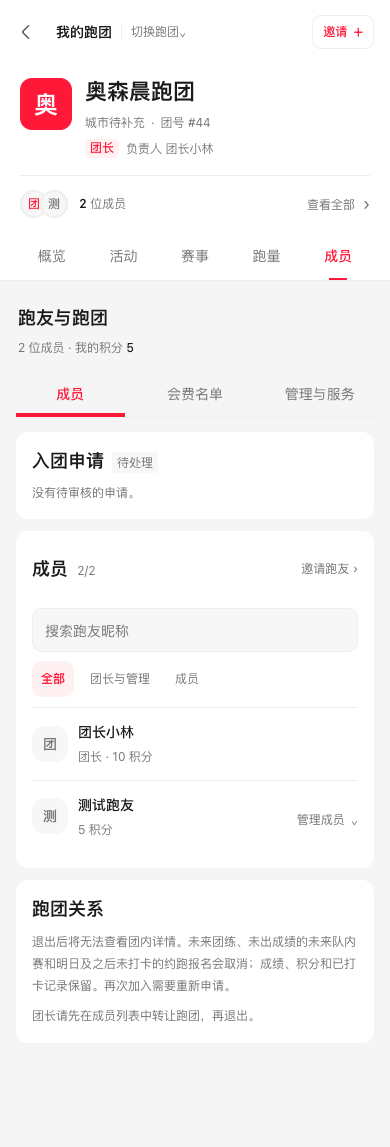 我的跑团 切换跑团 邀请 +
奥 奥森晨跑团
城市待补充 · 团号 #44
团长 负责人 团长小林
团 测 2 位成员 查看全部 ›
概览 活动 赛事 跑量 成员
跑友与跑团
2 位成员 · 我的积分 5
成员 会费名单 管理与服务
入团申请 待处理
没有待审核的申请。
成员 2/2 邀请跑友 ›
搜索跑友昵称
全部 团长与管理 成员
团 团长小林
团长 · 10 积分
测 测试跑友
5 积分 管理成员
跑团关系
退出后将无法查看团内详情。未来团练、未出成绩的未来队内
赛和明日及之后未打卡的约跑报名会取消；成绩、积分和已打
卡记录保留。再次加入需要重新申请。
团长请先在成员列表中转让跑团，再退出。